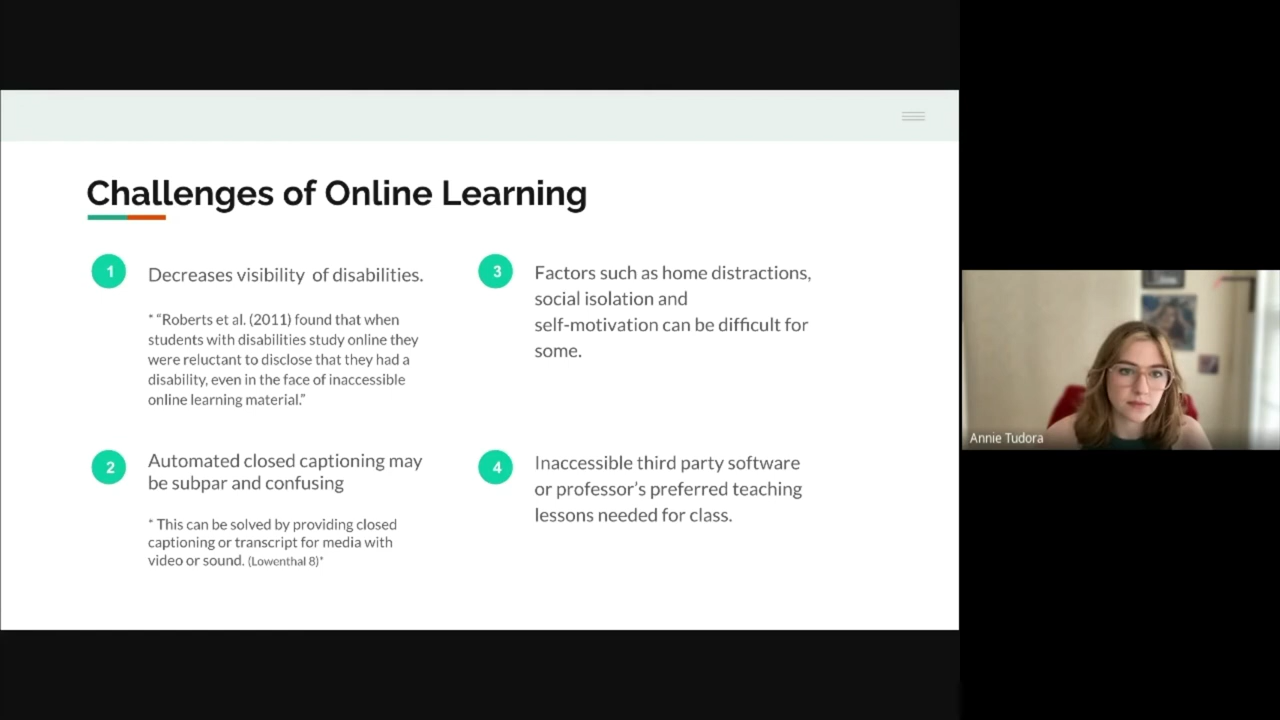 Challenges of Online Learning
1
Decreases visibility of disabilities.
* “Roberts et al. (2011) found that when
students with disabilities study online they
were reluctant to disclose that they had a
disability, even in the face of inaccessible
online learning material.”
2
Automated closed captioning may
be subpar and confusing
* This can be solved by providing closed
captioning or transcript for media with
video or sound. (Lowenthal 8)*
3
Factors such as home distractions,
social isolation and
self-motivation can be difficult for
some.
4
Inaccessible third party software
or professor’s preferred teaching
lessons needed for class.
Annie Tudora